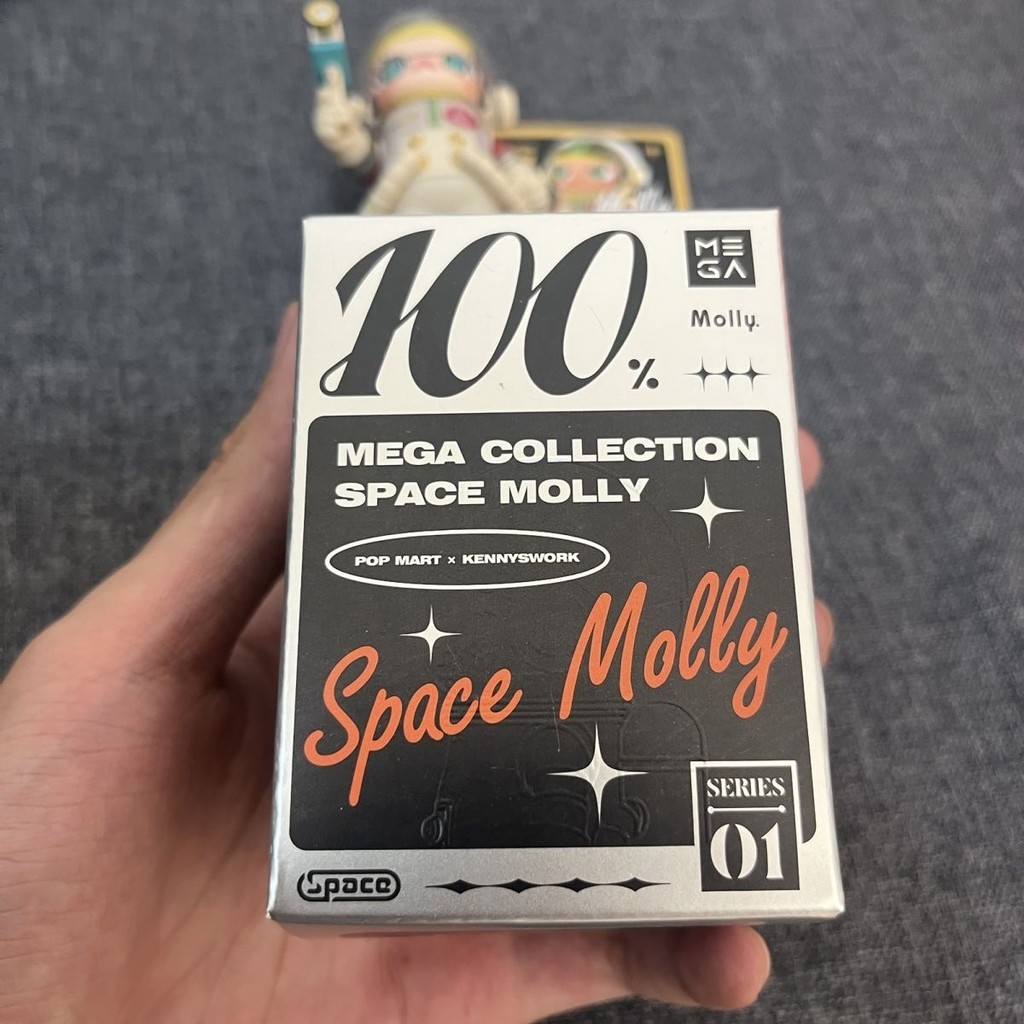 100%
MEGA
Molly.
MEGA COLLECTION
SPACE MOLLY
POP MART × KENNYSWORK
Space Molly
SERIES
01
Space